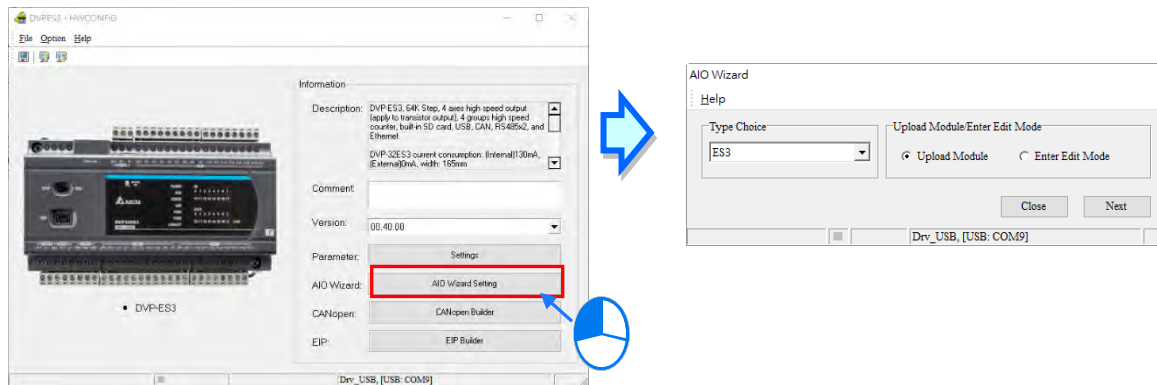 DVPES3 - HWCONFIG
File Option Help
Information
Description:
DVP-ES3, 64K Step, 4 axes high speed output
(apply to transistor output), 4 groups high speed
counter, built-in SD card, USB, CAN, RS485x2, and
Ethernet
DVP-32ES3 current consumption: (Internal)130mA,
(External)0mA, width: 165mm
Comment
Version: 00.40.00
Parameter: Settings
AIO Wizard: AIO Wizard Setting
CANopen: CANopen Builder
EIP: EIP Builder
• DVP-ES3
Drv_USB, [USB: COM9]
AIO Wizard
Help
Type Choice
ES3
Upload Module/Enter Edit Mode
Upload Module
Enter Edit Mode
Close
Next
Drv_USB, [USB: COM9]